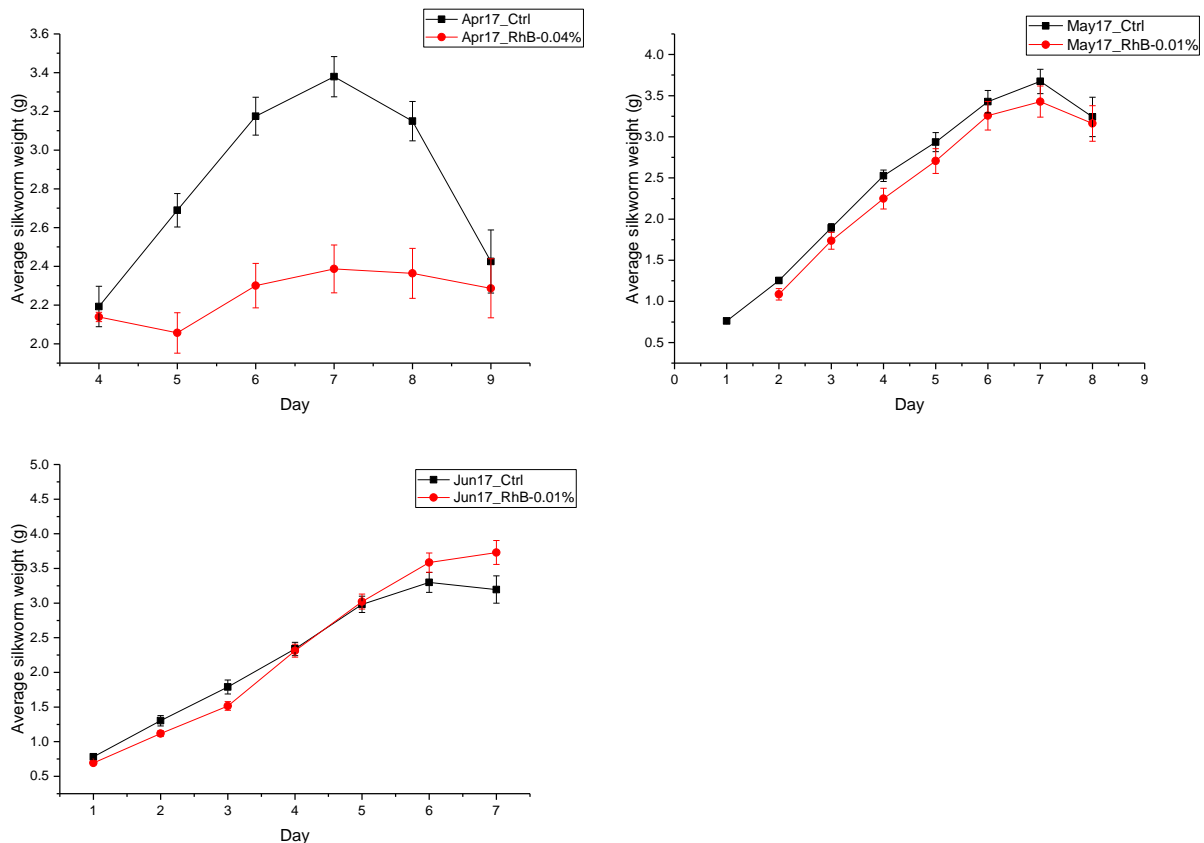 Apr17_Ctrl
Apr17_RhB-0.04%
3.6
3.4
3.2
3.0
2.8
2.6
2.4
2.2
2.0
Average silkworm weight (g)
4 5 6 7 8 9
Day
May17_Ctrl
May17_RhB-0.01%
4.0
3.5
3.0
2.5
2.0
1.5
1.0
0.5
Average silkworm weight (g)
0 1 2 3 4 5 6 7 8 9
Day
Jun17_Ctrl
Jun17_RhB-0.01%
5.0
4.5
4.0
3.5
3.0
2.5
2.0
1.5
1.0
0.5
Average silkworm weight (g)
1 2 3 4 5 6 7
Day